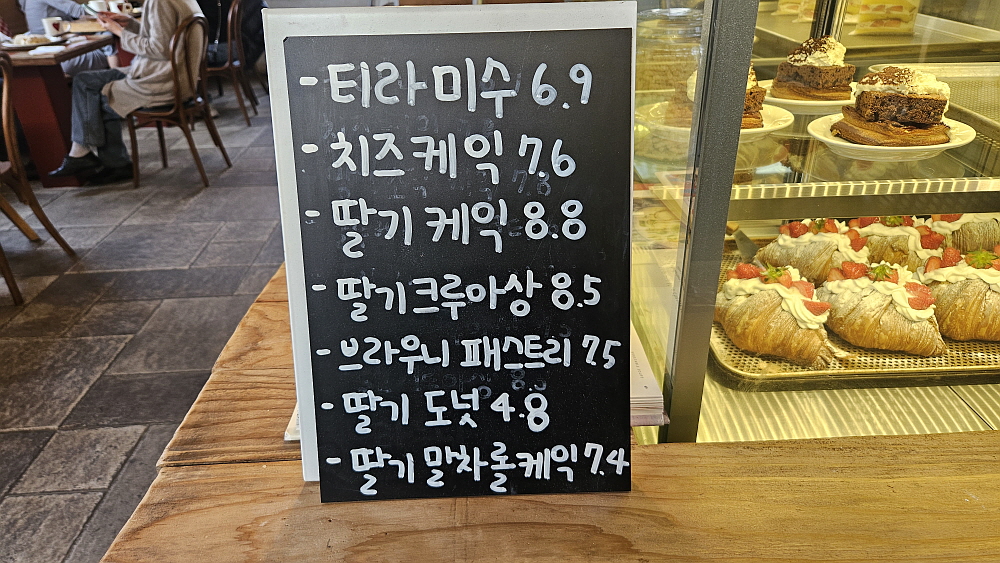 - 티라미수 6.9
- 치즈케익 7.6
- 딸기 케익 8.8
- 딸기크루아상 8.5
- 브라우니 패스트리 7.5
- 딸기 도넛 4.8
- 딸기 말차롤케익 7.4